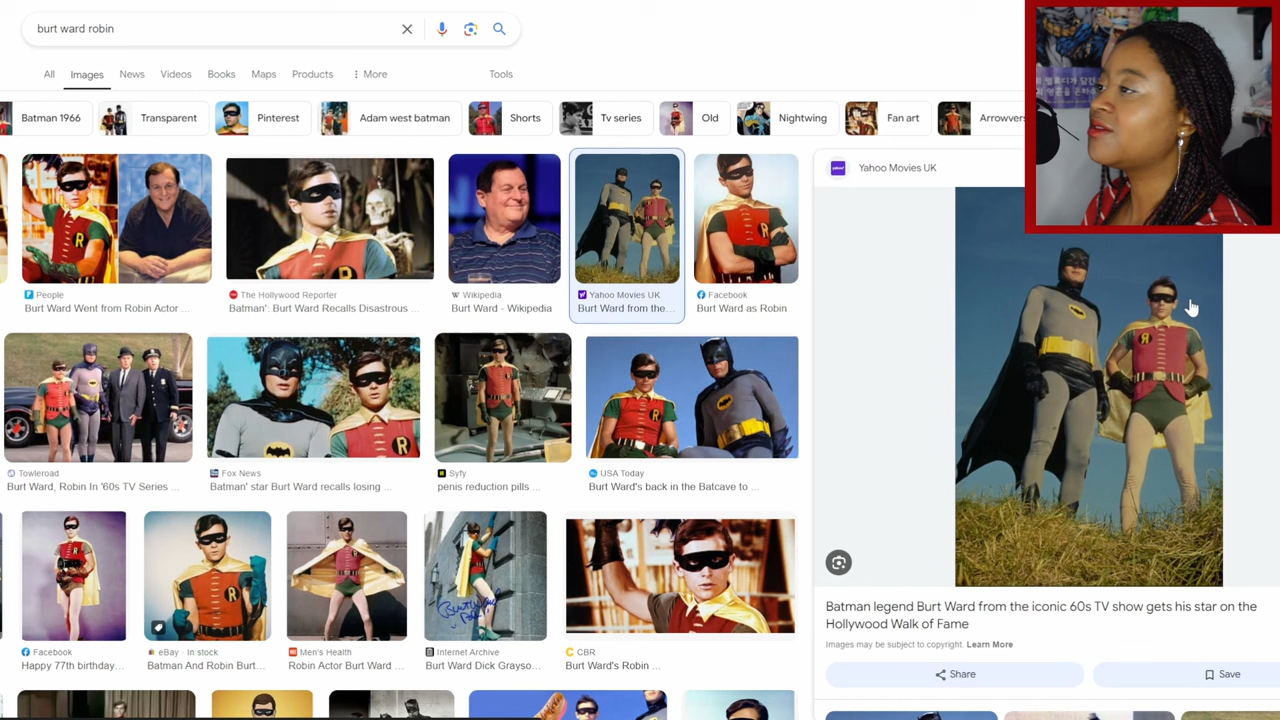 burt ward robin
All
Images
News
Videos
Books
Maps
Products
More
Tools
Batman 1966
Transparent
Pinterest
Adam west batman
Shorts
Tv series
Old
Nightwing
Fan art
Arrowvers
People
Burt Ward Went from Robin Actor ...
The Hollywood Reporter
Batman': Burt Ward Recalls Disastrous ...
W Wikipedia
Burt Ward - Wikipedia
Yahoo Movies UK
Burt Ward from the...
Facebook
Burt Ward as Robin
Yahoo Movies UK
Towleroad
Burt Ward, Robin In '60s TV Series ...
Fox News
Batman' star Burt Ward recalls losing ...
Syfy
penis reduction pills ...
USA Today
Burt Ward's back in the Batcave to ...
Facebook
Happy 77th birthday...
eBay · In stock
Batman And Robin Burt...
Men's Health
Robin Actor Burt Ward ...
Internet Archive
Burt Ward Dick Grayso...
CBR
Burt Ward's Robin ...
Batman legend Burt Ward from the iconic 60s TV show gets his star on the
Hollywood Walk of Fame
Images may be subject to copyright. Learn More
Share
Save